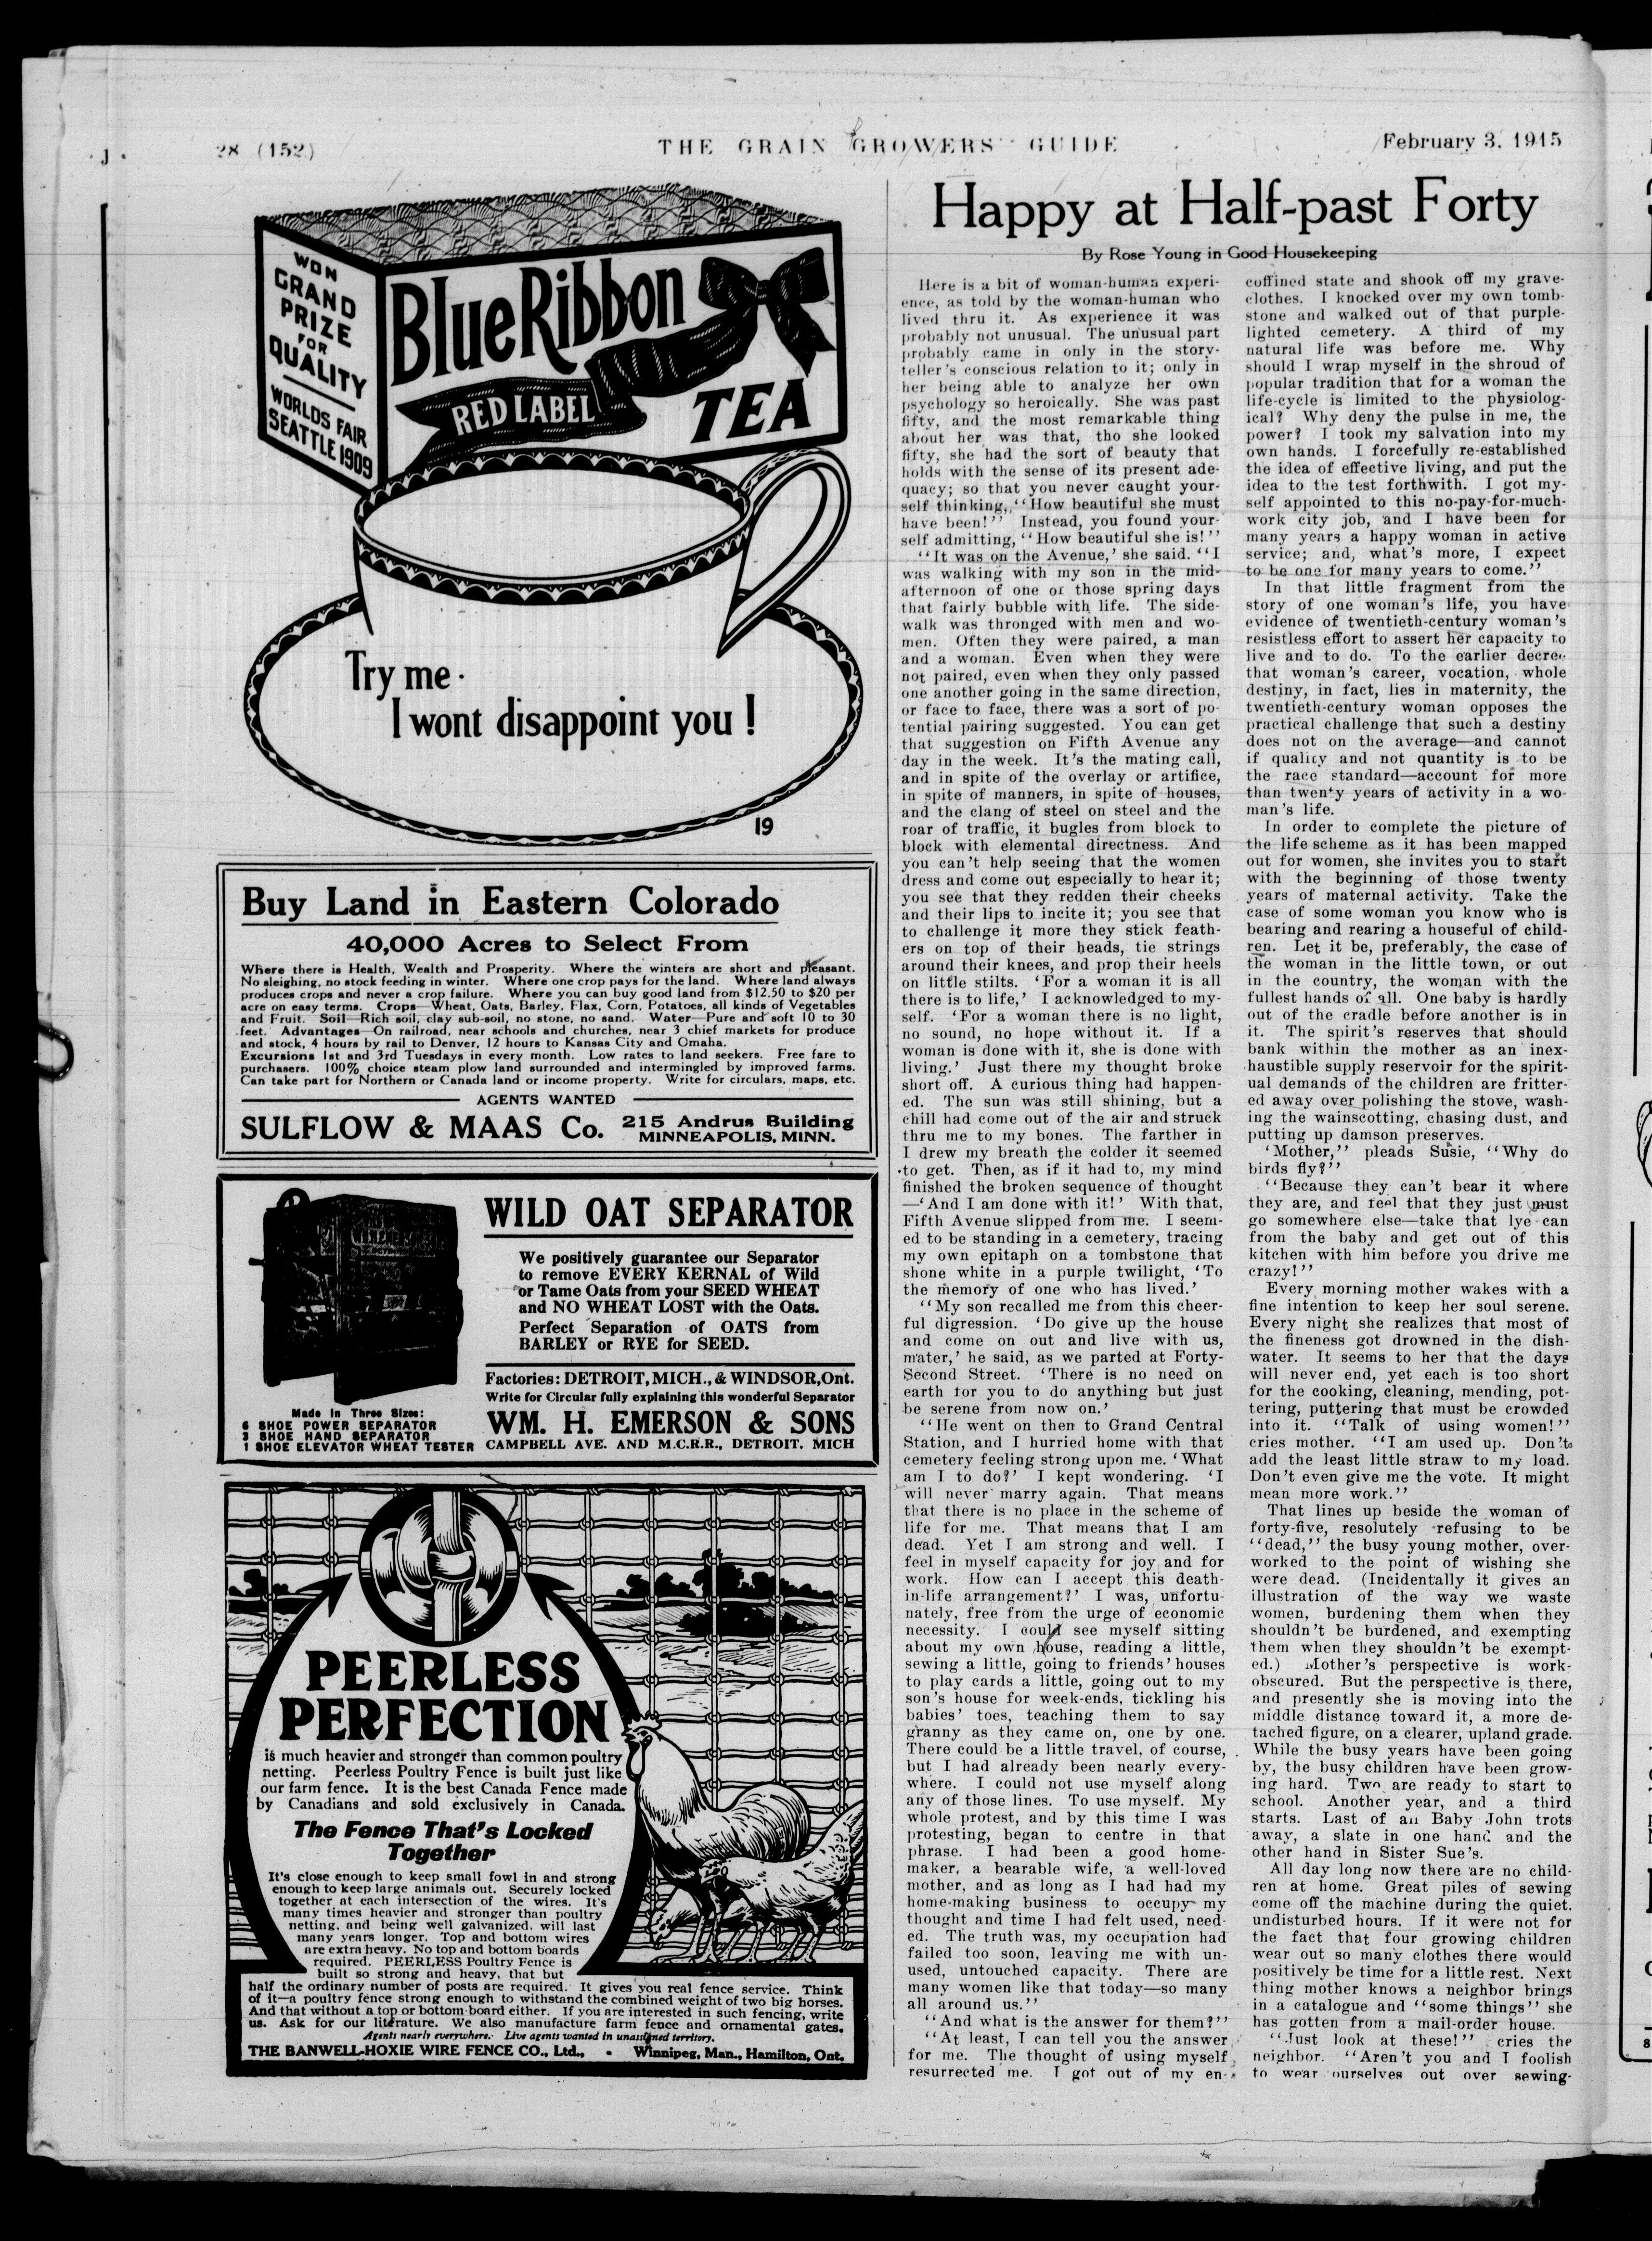 28 (152)
THE GRAIN GROWERS' GUIDE
February 3, 1915
WON
GRAND
PRIZE
FOR
QUALITY
WORLDS FAIR
SEATTLE 1909
Blue Ribbon
RED LABEL
TEA
Try me.
I wont disappoint you!
19
Buy Land in Eastern Colorado
40,000 Acres to Select From
Where there is Health, Wealth and Prosperity. Where the winters are short and pleasant.
No sleighing, no stock feeding in winter. Where one crop pays for the land. Where land always
produces crops and never a crop failure. Where you can buy good land from $12.50 to $20 per
acre on easy terms. Crops—Wheat, Oats, Barley, Flax, Corn, Potatoes, all kinds of Vegetables
and Fruit. Soil—Rich soil, clay sub-soil, no stone, no sand. Water—Pure and soft 10 to 30
feet. Advantages—On railroad, near schools and churches, near 3 chief markets for produce
and stock, 4 hours by rail to Denver, 12 hours to Kansas City and Omaha.
Excursions 1st and 3rd Tuesdays in every month. Low rates to land seekers. Free fare to
purchasers. 100% choice steam plow land surrounded and intermingled by improved farms.
Can take part for Northern or Canada land or income property. Write for circulars, maps, etc.
AGENTS WANTED
SULFLOW & MAAS Co. 215 Andrus Building
MINNEAPOLIS, MINN.
WILD OAT SEPARATOR
We positively guarantee our Separator
to remove EVERY KERNAL of Wild
or Tame Oats from your SEED WHEAT
and NO WHEAT LOST with the Oats.
Perfect Separation of OATS from
BARLEY or RYE for SEED.
Factories: DETROIT, MICH., & WINDSOR, Ont.
Write for Circular fully explaining this wonderful Separator
WM. H. EMERSON & SONS
CAMPBELL AVE. AND M.C.R.R., DETROIT, MICH
Made in Three Sizes:
6 SHOE POWER SEPARATOR
3 SHOE HAND SEPARATOR
1 SHOE ELEVATOR WHEAT TESTER
PEERLESS
PERFECTION
is much heavier and stronger than common poultry
netting. Peerless Poultry Fence is built just like
our farm fence. It is the best Canada Fence made
by Canadians and sold exclusively in Canada.
The Fence That's Locked
Together
It's close enough to keep small fowl in and strong
enough to keep large animals out. Securely locked
together at each intersection of the wires. It's
many times heavier and stronger than poultry
netting, and being well galvanized, will last
many years longer. Top and bottom wires
are extra heavy. No top and bottom boards
required. PEERLESS Poultry Fence is
built so strong and heavy, that but
half the ordinary number of posts are required. It gives you real fence service. Think
of it—a poultry fence strong enough to withstand the combined weight of two big horses.
And that without a top or bottom board either. If you are interested in such fencing, write
us. Ask for our literature. We also manufacture farm fence and ornamental gates.
Agents nearly everywhere. Live agents wanted in unassigned territory.
THE BANWELL-HOXIE WIRE FENCE CO., Ltd., - Winnipeg, Man., Hamilton, Ont.
Happy at Half-past Forty
By Rose Young in Good Housekeeping
Here is a bit of woman-human experi-
ence, as told by the woman-human who
lived thru it. As experience it was
probably not unusual. The unusual part
probably came in only in the story-
teller's conscious relation to it; only in
her being able to analyze her own
psychology so heroically. She was past
fifty, and the most remarkable thing
about her was that, tho she looked
fifty, she had the sort of beauty that
holds with the sense of its present ade-
quacy; so that you never caught your-
self thinking, "How beautiful she must
have been!" Instead, you found your-
self admitting, "How beautiful she is!"
"It was on the Avenue,' she said. "I
was walking with my son in the mid-
afternoon of one of those spring days
that fairly bubble with life. The side-
walk was thronged with men and wo-
men. Often they were paired, a man
and a woman. Even when they were
not paired, even when they only passed
one another going in the same direction,
or face to face, there was a sort of po-
tential pairing suggested. You can get
that suggestion on Fifth Avenue any
day in the week. It's the mating call,
and in spite of the overlay or artifice,
in spite of manners, in spite of houses,
and the clang of steel on steel and the
roar of traffic, it bugles from block to
block with elemental directness. And
you can't help seeing that the women
dress and come out especially to hear it;
you see that they redden their cheeks
and their lips to incite it; you see that
to challenge it more they stick feath-
ers on top of their heads, tie strings
around their knees, and prop their heels
on little stilts. 'For a woman it is all
there is to life,' I acknowledged to my-
self. 'For a woman there is no light,
no sound, no hope without it. If a
woman is done with it, she is done with
living.' Just there my thought broke
short off. A curious thing had happen-
ed. The sun was still shining, but a
chill had come out of the air and struck
thru me to my bones. The farther in
I drew my breath the colder it seemed
to get. Then, as if it had to, my mind
finished the broken sequence of thought
—'And I am done with it!' With that,
Fifth Avenue slipped from me. I seem-
ed to be standing in a cemetery, tracing
my own epitaph on a tombstone that
shone white in a purple twilight, 'To
the memory of one who has lived.'
"My son recalled me from this cheer-
ful digression. 'Do give up the house
and come on out and live with us,
mater,' he said, as we parted at Forty-
Second Street. 'There is no need on
earth for you to do anything but just
be serene from now on.'
"He went on then to Grand Central
Station, and I hurried home with that
cemetery feeling strong upon me. 'What
am I to do?' I kept wondering. 'I
will never marry again. That means
that there is no place in the scheme of
life for me. That means that I am
dead. Yet I am strong and well. I
feel in myself capacity for joy and for
work. How can I accept this death-
in-life arrangement?' I was, unfortu-
nately, free from the urge of economic
necessity. I could see myself sitting
about my own house, reading a little,
sewing a little, going to friends' houses
to play cards a little, going out to my
son's house for week-ends, tickling his
babies' toes, teaching them to say
granny as they came on, one by one.
There could be a little travel, of course,
but I had already been nearly every-
where. I could not use myself along
any of those lines. To use myself. My
whole protest, and by this time I was
protesting, began to centre in that
phrase. I had been a good home-
maker, a bearable wife, a well-loved
mother, and as long as I had had my
home-making business to occupy my
thought and time I had felt used, need-
ed. The truth was, my occupation had
failed too soon, leaving me with un-
used, untouched capacity. There are
many women like that today—so many
all around us."
"And what is the answer for them?"
"At least, I can tell you the answer
for me. The thought of using myself
resurrected me. I got out of my en-
coffined state and shook off my grave-
clothes. I knocked over my own tomb-
stone and walked out of that purple-
lighted cemetery. A third of my
natural life was before me. Why
should I wrap myself in the shroud of
popular tradition that for a woman the
life-cycle is limited to the physiolog-
ical? Why deny the pulse in me, the
power? I took my salvation into my
own hands. I forcefully re-established
the idea of effective living, and put the
idea to the test forthwith. I got my-
self appointed to this no-pay-for-much-
work city job, and I have been for
many years a happy woman in active
service; and, what's more, I expect
to be one for many years to come."
In that little fragment from the
story of one woman's life, you have
evidence of twentieth-century woman's
resistless effort to assert her capacity to
live and to do. To the earlier decree
that woman's career, vocation, whole
destiny, in fact, lies in maternity, the
twentieth-century woman opposes the
practical challenge that such a destiny
does not on the average—and cannot
if quality and not quantity is to be
the race standard—account for more
than twenty years of activity in a wo-
man's life.
In order to complete the picture of
the life scheme as it has been mapped
out for women, she invites you to start
with the beginning of those twenty
years of maternal activity. Take the
case of some woman you know who is
bearing and rearing a houseful of child-
ren. Let it be, preferably, the case of
the woman in the little town, or out
in the country, the woman with the
fullest hands of all. One baby is hardly
out of the cradle before another is in
it. The spirit's reserves that should
bank within the mother as an inex-
haustible supply reservoir for the spirit-
ual demands of the children are fritter-
ed away over polishing the stove, wash-
ing the wainscotting, chasing dust, and
putting up damson preserves.
'Mother," pleads Susie, "Why do
birds fly?"
"Because they can't bear it where
they are, and feel that they just must
go somewhere else—take that lye can
from the baby and get out of this
kitchen with him before you drive me
crazy!"
Every morning mother wakes with a
fine intention to keep her soul serene.
Every night she realizes that most of
the fineness got drowned in the dish-
water. It seems to her that the days
will never end, yet each is too short
for the cooking, cleaning, mending, pot-
tering, puttering that must be crowded
into it. "Talk of using women!"
cries mother. "I am used up. Don't
add the least little straw to my load.
Don't even give me the vote. It might
mean more work."
That lines up beside the woman of
forty-five, resolutely refusing to be
"dead," the busy young mother, over-
worked to the point of wishing she
were dead. (Incidentally it gives an
illustration of the way we waste
women, burdening them when they
shouldn't be burdened, and exempting
them when they shouldn't be exempt-
ed.) Mother's perspective is work-
obscured. But the perspective is there,
and presently she is moving into the
middle distance toward it, a more de-
tached figure, on a clearer, upland grade.
While the busy years have been going
by, the busy children have been grow-
ing hard. Two are ready to start to
school. Another year, and a third
starts. Last of all Baby John trots
away, a slate in one hand and the
other hand in Sister Sue's.
All day long now there are no child-
ren at home. Great piles of sewing
come off the machine during the quiet,
undisturbed hours. If it were not for
the fact that four growing children
wear out so many clothes there would
positively be time for a little rest. Next
thing mother knows a neighbor brings
in a catalogue and "some things" she
has gotten from a mail-order house.
"Just look at these!" cries the
neighbor. "Aren't you and I foolish
to wear ourselves out over sewing-